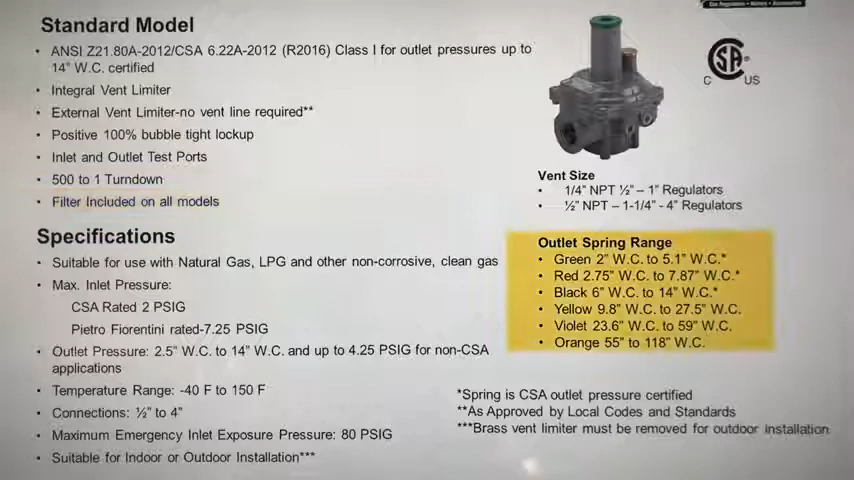 Gas Regulators • Meters • Accessories
Standard Model
• ANSI Z21.80A-2012/CSA 6.22A-2012 (R2016) Class I for outlet pressures up to
14" W.C. certified
• Integral Vent Limiter
• External Vent Limiter-no vent line required**
• Positive 100% bubble tight lockup
• Inlet and Outlet Test Ports
• 500 to 1 Turndown
• Filter Included on all models
CSA®
C US
Vent Size
• 1/4" NPT ½" – 1" Regulators
• ½" NPT – 1-1/4" - 4" Regulators
Specifications
• Suitable for use with Natural Gas, LPG and other non-corrosive, clean gas
• Max. Inlet Pressure:
CSA Rated 2 PSIG
Pietro Fiorentini rated-7.25 PSIG
• Outlet Pressure: 2.5" W.C. to 14" W.C. and up to 4.25 PSIG for non-CSA
applications
• Temperature Range: -40 F to 150 F
• Connections: ½" to 4"
• Maximum Emergency Inlet Exposure Pressure: 80 PSIG
• Suitable for Indoor or Outdoor Installation***
Outlet Spring Range
• Green 2" W.C. to 5.1" W.C.*
• Red 2.75" W.C. to 7.87" W.C.*
• Black 6" W.C. to 14" W.C.*
• Yellow 9.8" W.C. to 27.5" W.C.
• Violet 23.6" W.C. to 59" W.C.
• Orange 55" to 118" W.C.
*Spring is CSA outlet pressure certified
**As Approved by Local Codes and Standards
***Brass vent limiter must be removed for outdoor installation